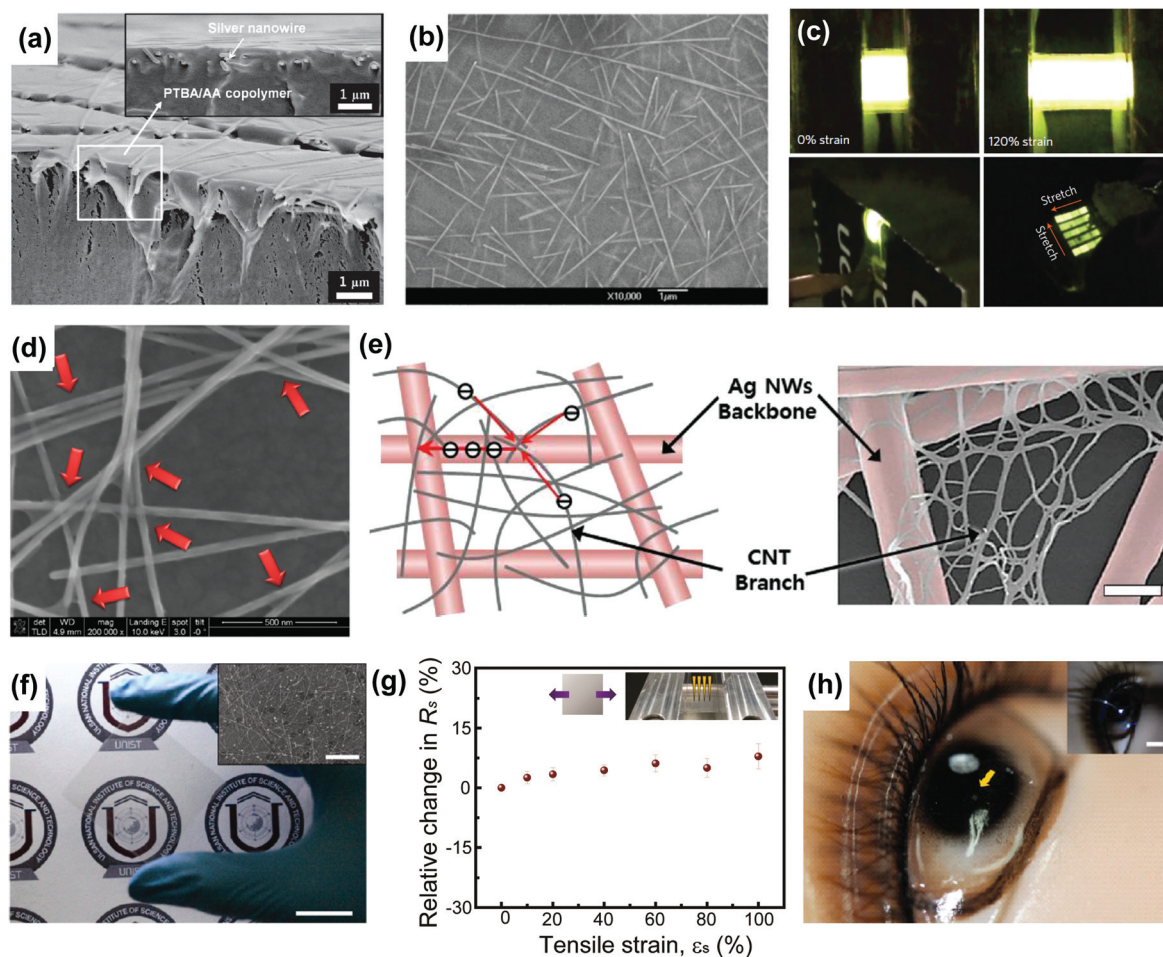 (a)
Silver nanowire
PTBA/AA copolymer
1 μm
1 μm
(b)
X10,000 1μm
(c)
0% strain
120% strain
Stretch
Stretch
(d)
det
TLD
WD
4.9 mm
mag
200 000 x
Landing E
10.0 keV
spot
3.0
tilt
-0 °
500 nm
(e)
Ag NWs
Backbone
CNT
Branch
(f)
ULSAN NATIONAL INSTITUTE OF SCIENCE AND TECHNOLOGY
UNIST
(g)
Relative change in Rs (%)
30
15
0
-15
-30
0 20 40 60 80 100
Tensile strain, εs (%)
(h)